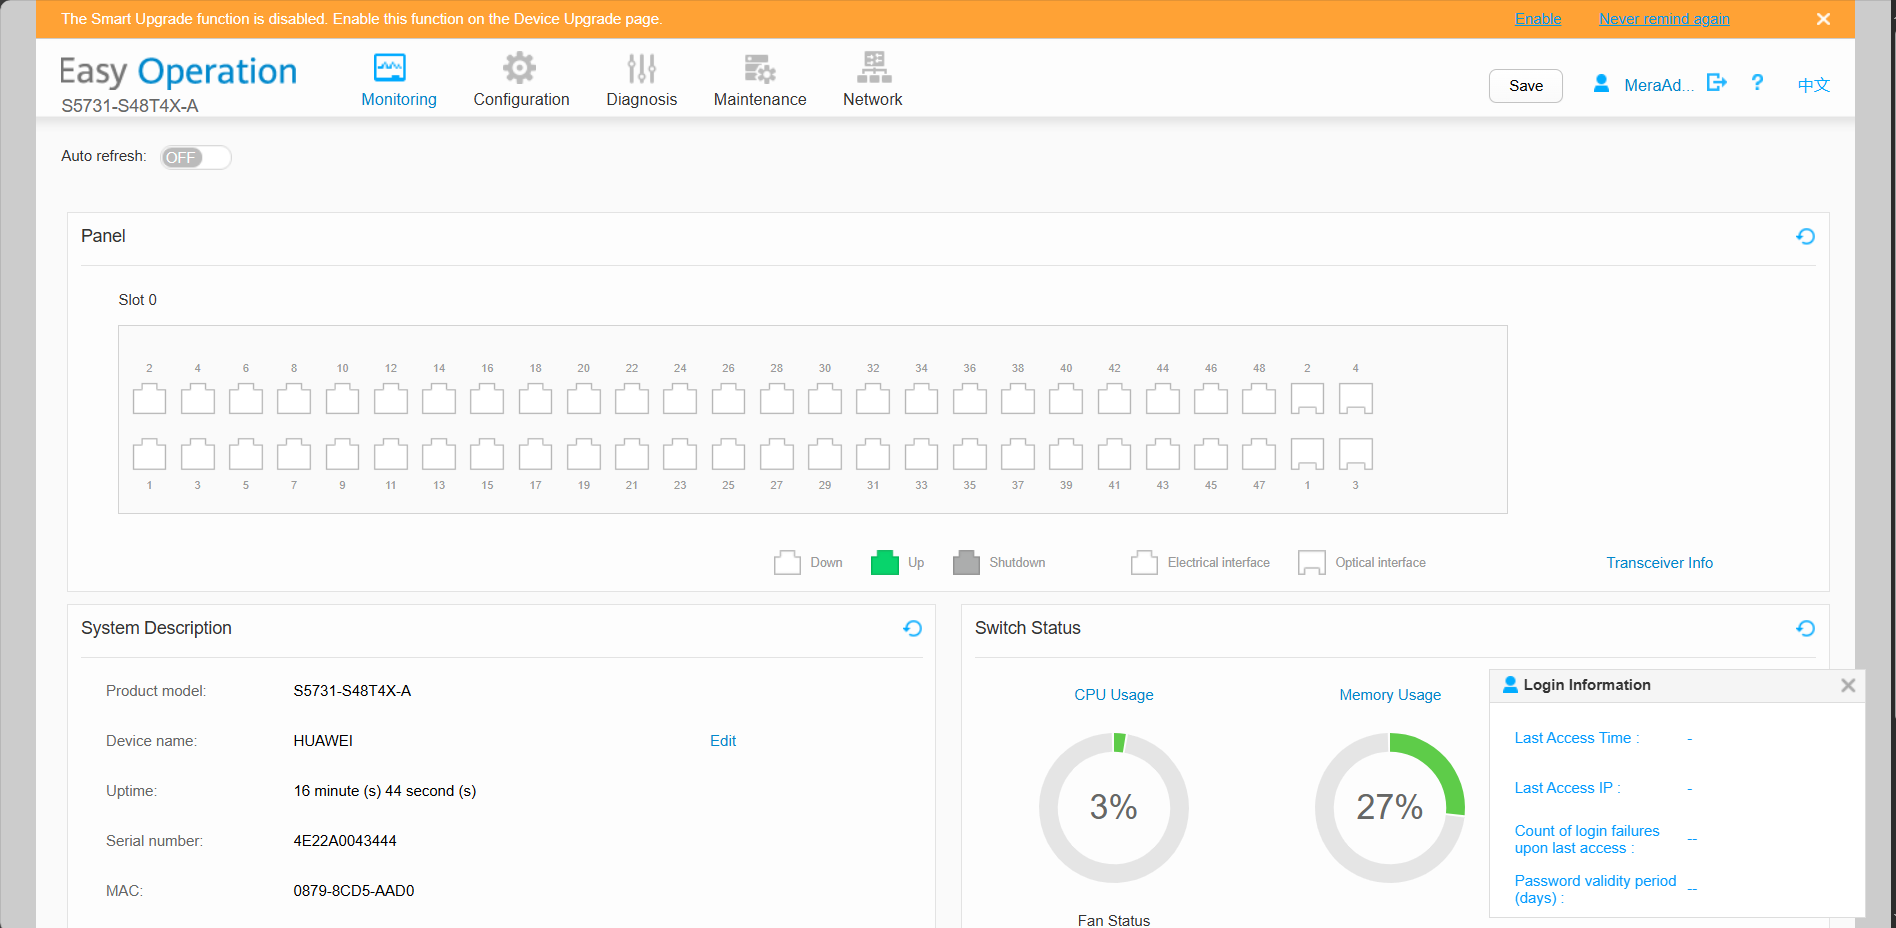 The Smart Upgrade function is disabled. Enable this function on the Device Upgrade page. Enable Never remind again
Easy Operation
S5731-S48T4X-A
Monitoring Configuration Diagnosis Maintenance Network
Save MeraAd... ? 中文
Auto refresh: OFF
Panel
Slot 0
2 4 6 8 10 12 14 16 18 20 22 24 26 28 30 32 34 36 38 40 42 44 46 48 2 4
1 3 5 7 9 11 13 15 17 19 21 23 25 27 29 31 33 35 37 39 41 43 45 47 1 3
Down Up Shutdown Electrical interface Optical interface Transceiver Info
System Description
Product model: S5731-S48T4X-A
Device name: HUAWEI Edit
Uptime: 16 minute (s) 44 second (s)
Serial number: 4E22A0043444
MAC: 0879-8CD5-AAD0
Switch Status
CPU Usage Memory Usage
3% 27%
Fan Status
Login Information
Last Access Time : -
Last Access IP : -
Count of login failures
upon last access : --
Password validity period
(days) : --